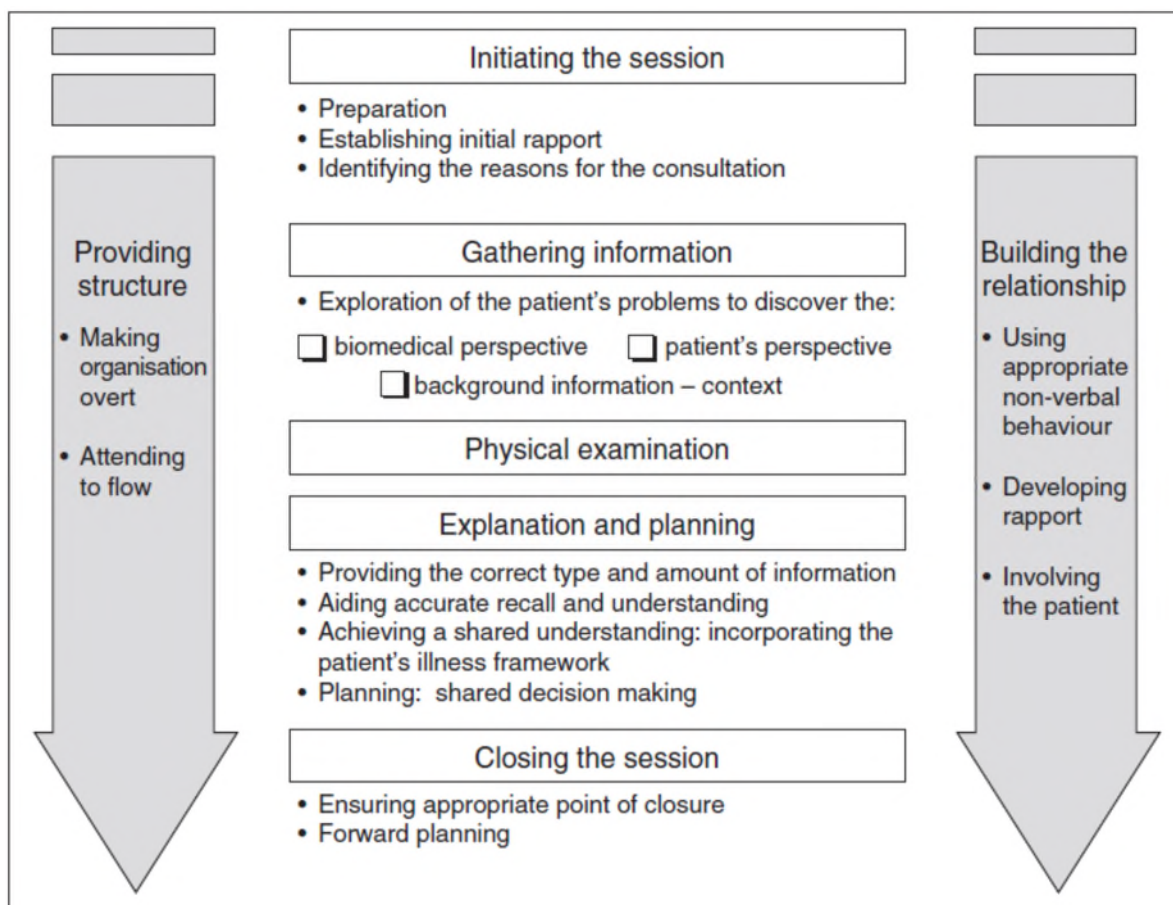 Initiating the session
• Preparation
• Establishing initial rapport
• Identifying the reasons for the consultation
Providing
structure
• Making
organisation
overt
• Attending
to flow
Gathering information
• Exploration of the patient's problems to discover the:
biomedical perspective
patient's perspective
background information – context
Physical examination
Explanation and planning
• Providing the correct type and amount of information
• Aiding accurate recall and understanding
• Achieving a shared understanding: incorporating the
patient's illness framework
• Planning: shared decision making
Closing the session
• Ensuring appropriate point of closure
• Forward planning
Building the
relationship
• Using
appropriate
non-verbal
behaviour
• Developing
rapport
• Involving
the patient